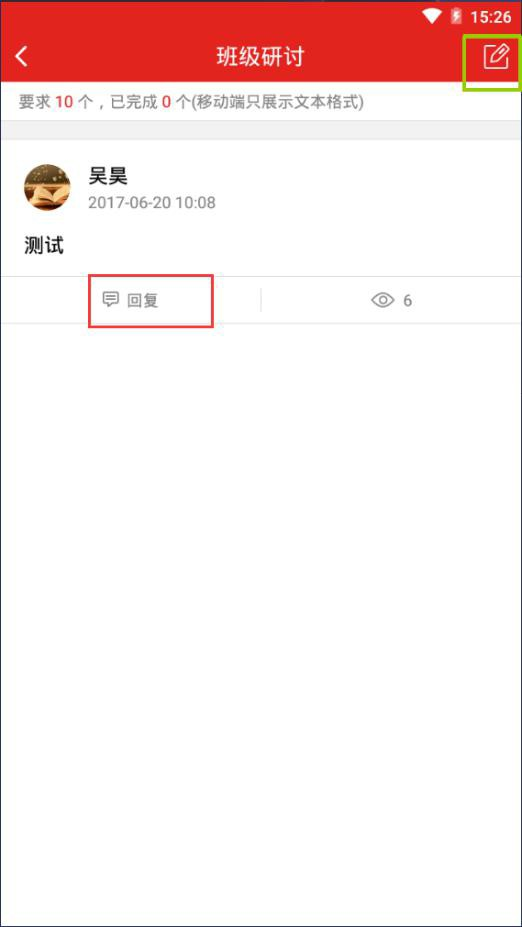 15:26
班级研讨
要求 10 个，已完成 0 个(移动端只展示文本格式)
吴昊
2017-06-20 10:08
测试
回复
6